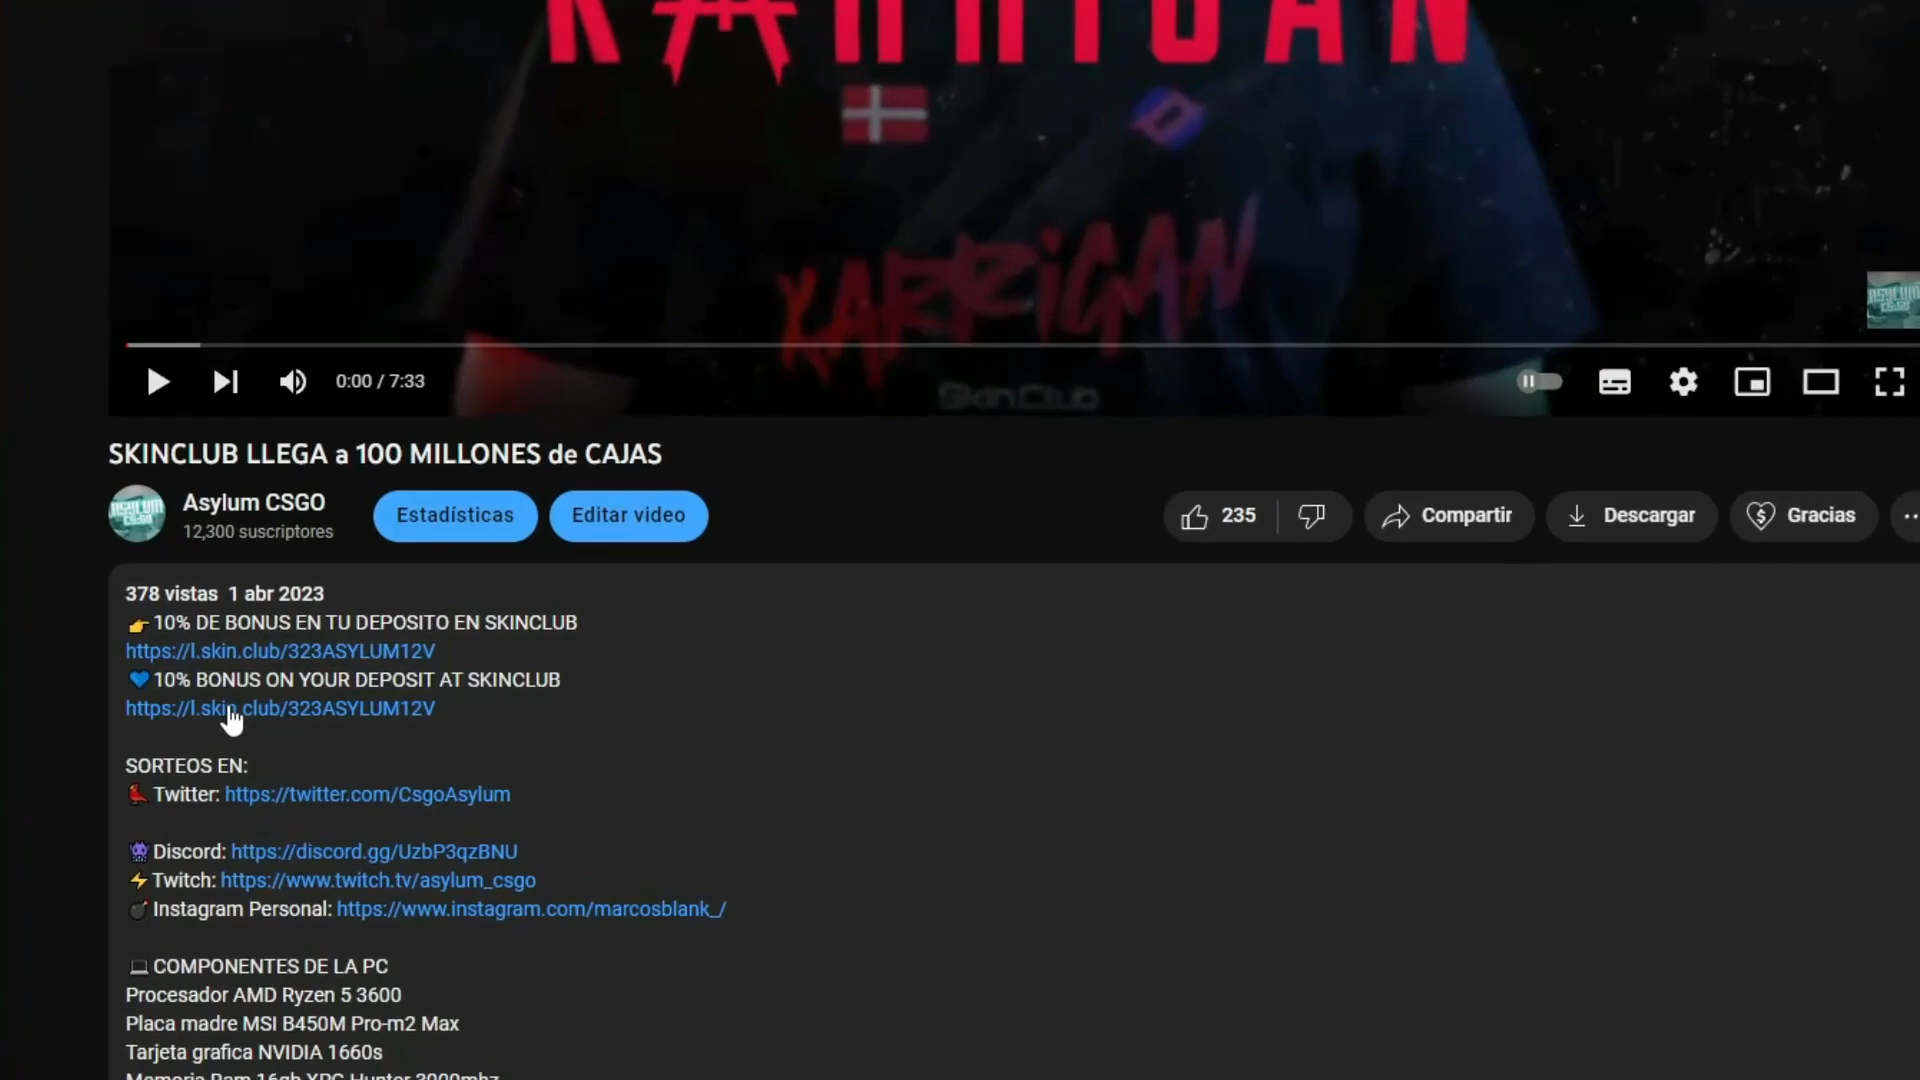 KARRIGAN
KARRiGAN
SkinClub
ASYLUM
CS:GO
0:00 / 7:33
SKINCLUB LLEGA a 100 MILLONES de CAJAS
Asylum CSGO
12,300 suscriptores
Estadísticas
Editar video
235
Compartir
Descargar
Gracias
378 vistas 1 abr 2023
👉 10% DE BONUS EN TU DEPOSITO EN SKINCLUB
https://l.skin.club/323ASYLUM12V
💙 10% BONUS ON YOUR DEPOSIT AT SKINCLUB
https://l.skin.club/323ASYLUM12V
SORTEOS EN:
Twitter: https://twitter.com/CsgoAsylum
👾 Discord: https://discord.gg/UzbP3qzBNU
⚡ Twitch: https://www.twitch.tv/asylum_csgo
💣 Instagram Personal: https://www.instagram.com/marcosblank_/
💻 COMPONENTES DE LA PC
Procesador AMD Ryzen 5 3600
Placa madre MSI B450M Pro-m2 Max
Tarjeta grafica NVIDIA 1660s
Memoria Ram 16gb XPG Hunter 3000mhz